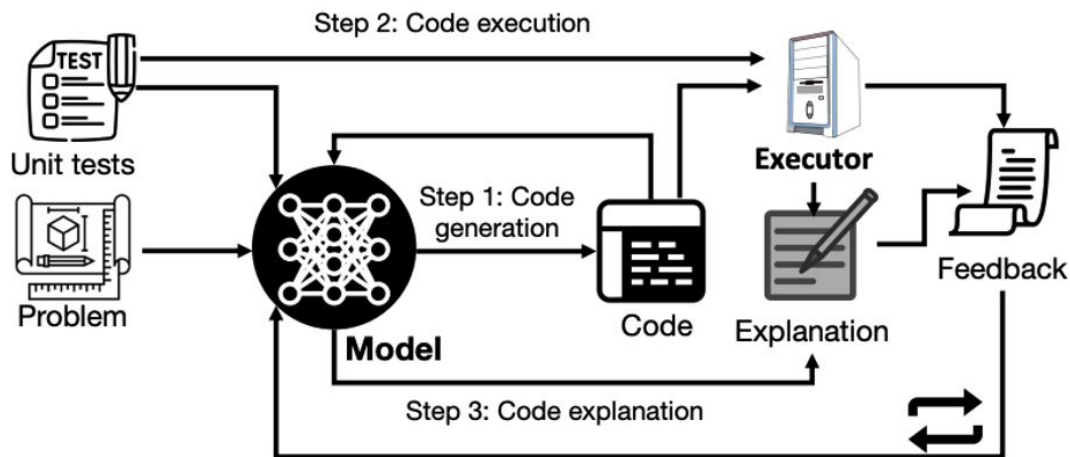 Step 2: Code execution
TEST
Unit tests
Executor
Step 1: Code
generation
Problem
Model
Code
Explanation
Feedback
Step 3: Code explanation